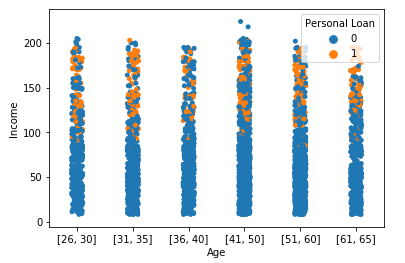 Personal Loan
0
1
200
150
100
50
0
Income
[26, 30] [31, 35] [36, 40] [41, 50] [51, 60] [61, 65]
Age